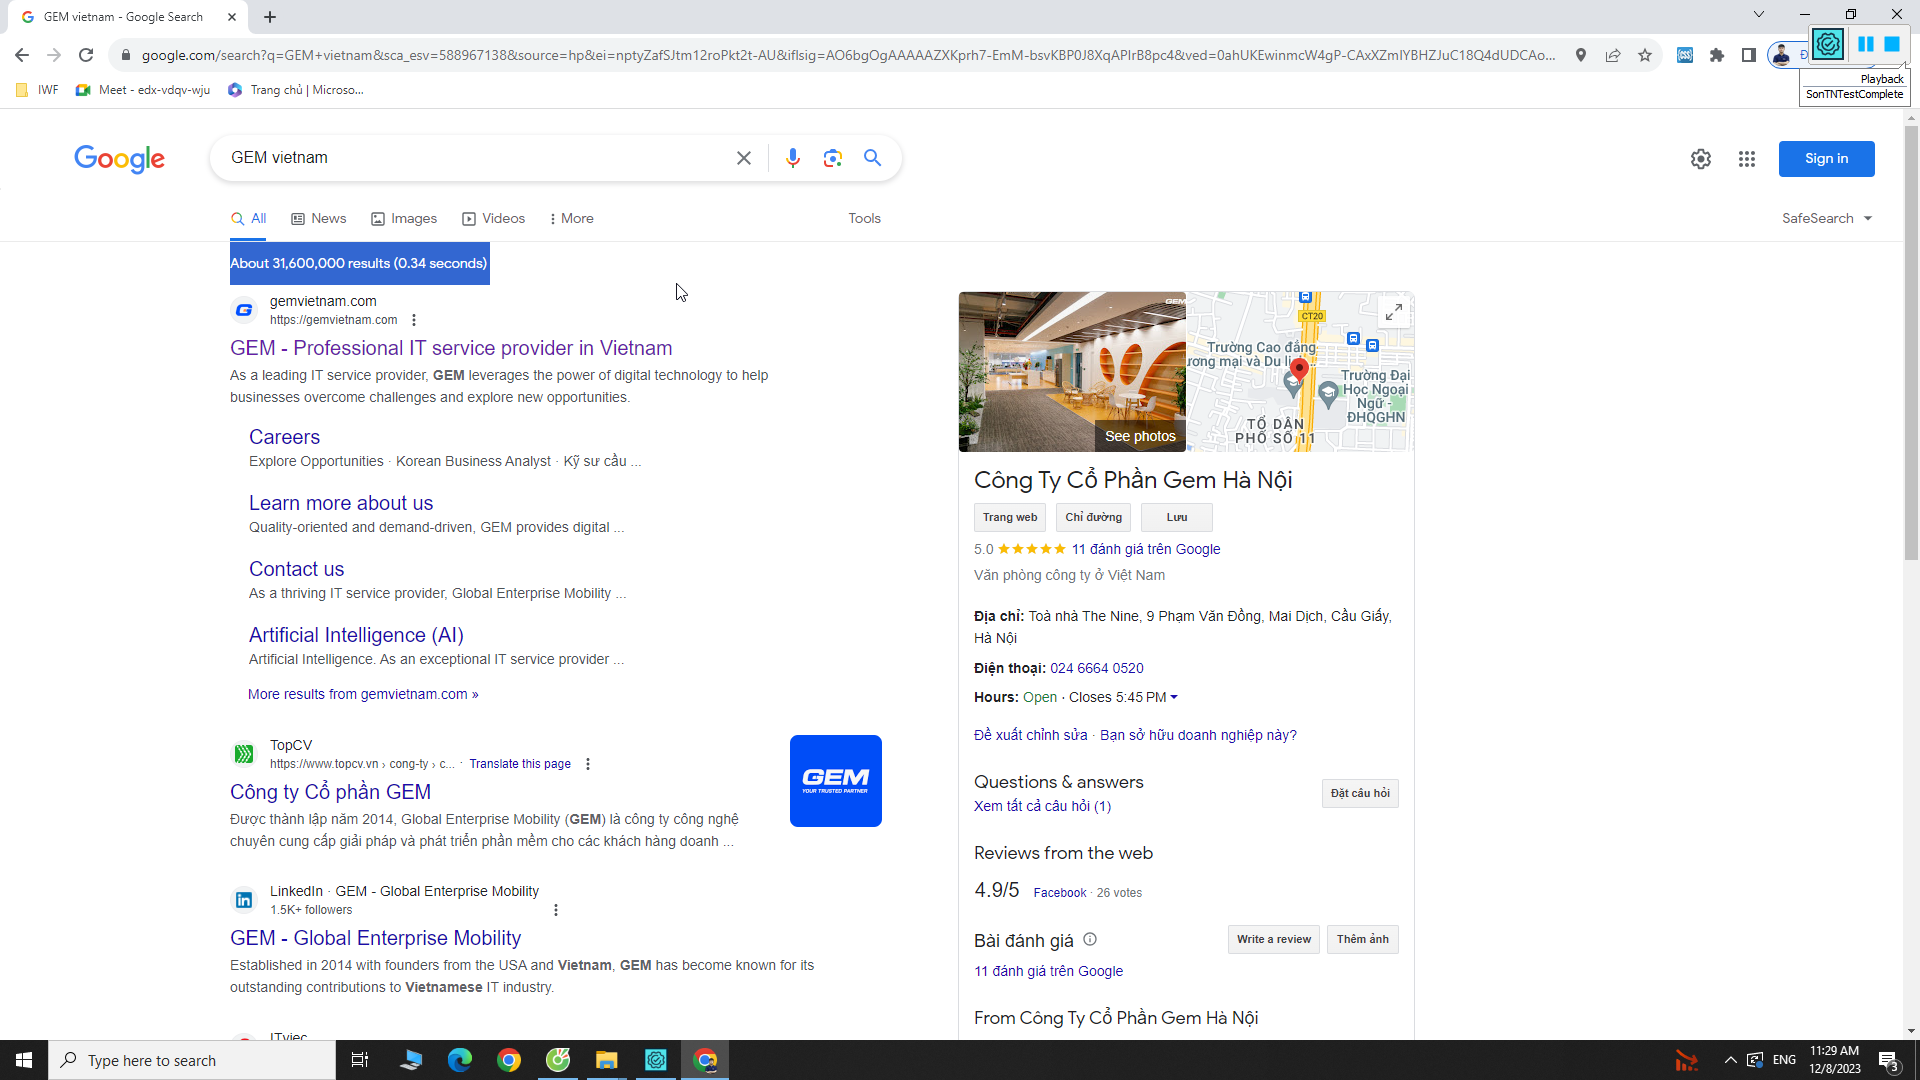 GEM vietnam - Google Search
google.com/search?q=GEM+vietnam&sca_esv=588967138&source=hp&ei=nptyZafSJtm12roPkt2t-AU&iflsig=AO6bgOgAAAAAZXKprh7-EmM-bsvKBP0J8XqAPIrB8pc4&ved=0ahUKEwinmcW4gP-CAxXZmIYBHZJuC18Q4dUDCAo...
Playback
SonTNTestComplete
IWF
Meet - edx-vdqv-wju
Trang chủ | Microso...
Google
GEM vietnam
Sign in
All
News
Images
Videos
More
Tools
SafeSearch
About 31,600,000 results (0.34 seconds)
gemvietnam.com
https://gemvietnam.com
GEM - Professional IT service provider in Vietnam
As a leading IT service provider, GEM leverages the power of digital technology to help
businesses overcome challenges and explore new opportunities.
Careers
Explore Opportunities · Korean Business Analyst · Kỹ sư cầu ...
Learn more about us
Quality-oriented and demand-driven, GEM provides digital ...
Contact us
As a thriving IT service provider, Global Enterprise Mobility ...
Artificial Intelligence (AI)
Artificial Intelligence. As an exceptional IT service provider ...
More results from gemvietnam.com »
TopCV
https://www.topcv.vn › cong-ty › c... · Translate this page
Công ty Cổ phần GEM
Được thành lập năm 2014, Global Enterprise Mobility (GEM) là công ty công nghệ
chuyên cung cấp giải pháp và phát triển phần mềm cho các khách hàng doanh ...
GEM
YOUR TRUSTED PARTNER
LinkedIn · GEM - Global Enterprise Mobility
1.5K+ followers
GEM - Global Enterprise Mobility
Established in 2014 with founders from the USA and Vietnam, GEM has become known for its
outstanding contributions to Vietnamese IT industry.
ITviec
GEM
See photos
CT20
Trường Cao đẳng
ương mại và Du lị...
Trường Đại
Học Ngoại
Ngữ -
ĐHQGHN
TỔ DÂN
PHỐ SỐ 11
Công Ty Cổ Phần Gem Hà Nội
Trang web
Chỉ đường
Lưu
5.0 ★★★★★ 11 đánh giá trên Google
Văn phòng công ty ở Việt Nam
Địa chỉ: Toà nhà The Nine, 9 Phạm Văn Đồng, Mai Dịch, Cầu Giấy,
Hà Nội
Điện thoại: 024 6664 0520
Hours: Open · Closes 5:45 PM
Đề xuất chỉnh sửa · Bạn sở hữu doanh nghiệp này?
Questions & answers
Xem tất cả câu hỏi (1)
Đặt câu hỏi
Reviews from the web
4.9/5 Facebook · 26 votes
Bài đánh giá
Write a review
Thêm ảnh
11 đánh giá trên Google
From Công Ty Cổ Phần Gem Hà Nội
Type here to search
ENG
11:29 AM
12/8/2023
3